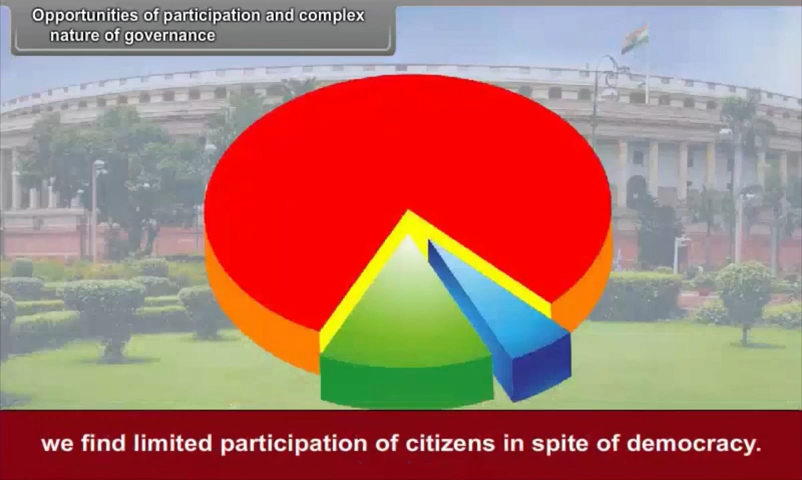 Opportunities of participation and complex
nature of governance
we find limited participation of citizens in spite of democracy.